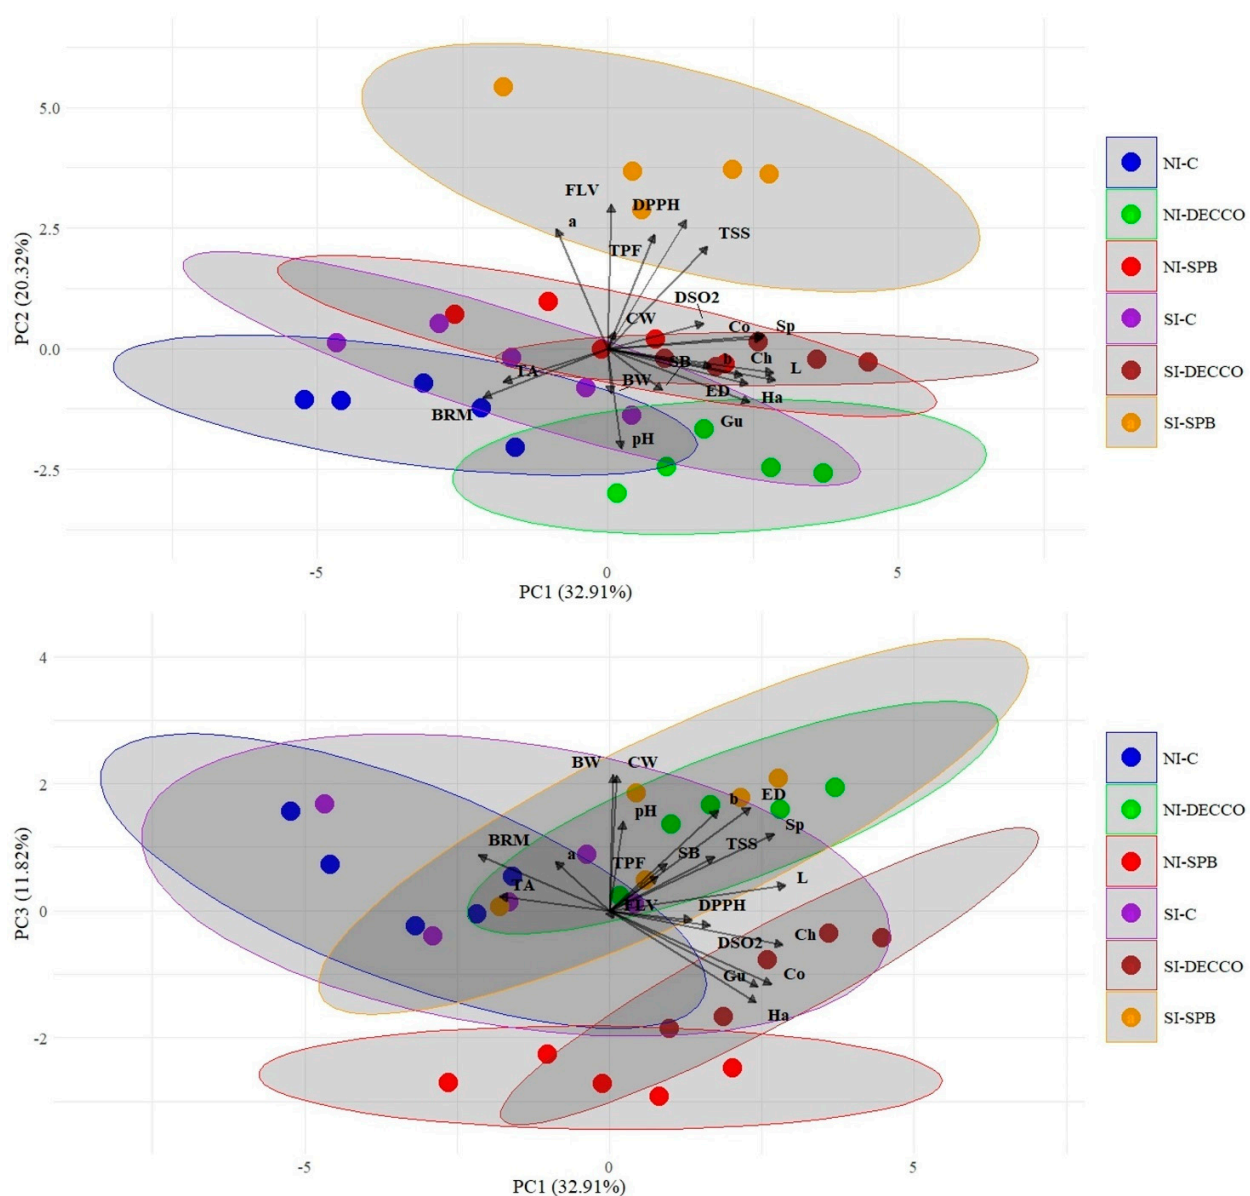 5.0
2.5
0.0
-2.5
PC2 (20.32%)
FLV
DPPH
a
TPF
TSS
DSO2
CW
Co
Sp
SB
b
Ch
L
TA
BW
ED
Ha
BRM
Gu
pH
-5
0
5
PC1 (32.91%)
NI-C
NI-DECCO
NI-SPB
SI-C
SI-DECCO
SI-SPB
4
2
0
-2
PC3 (11.82%)
BW
CW
b
ED
pH
Sp
BRM
a
TPF
SB
TSS
TA
L
FLV
DPPH
DSO2
Ch
Gu
Co
Ha
-5
0
5
PC1 (32.91%)
NI-C
NI-DECCO
NI-SPB
SI-C
SI-DECCO
SI-SPB